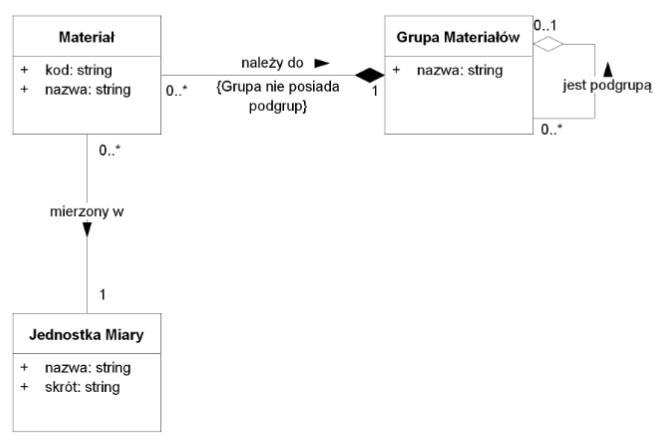 Materiał
+ kod: string
+ nazwa: string
0..*
należy do
{Grupa nie posiada
podgrup}
1
Grupa Materiałów
+ nazwa: string
0..1
jest podgrupą
0..*
0..*
mierzony w
1
Jednostka Miary
+ nazwa: string
+ skrót: string